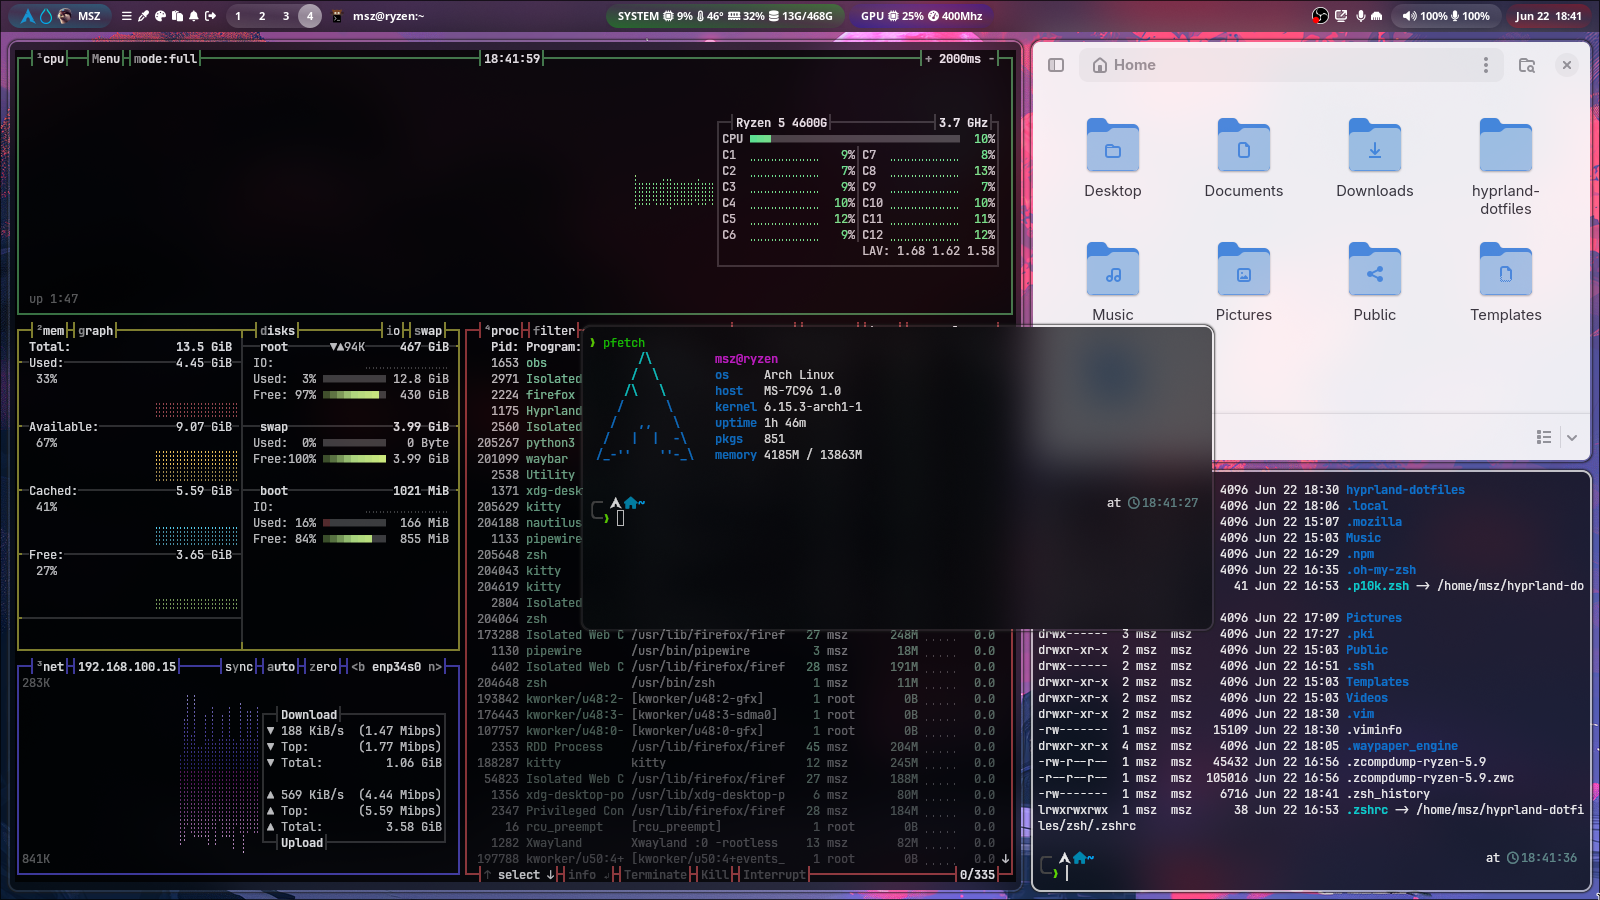 MSZ 1 2 3 4 msz@ryzen:~ SYSTEM 9% 46° 32% 13G/468G GPU 25% 400Mhz 100% 100% Jun 22 18:41
¹cpu Menu mode:full 18:41:59 + 2000ms -
Ryzen 5 4600G 3.7 GHz
CPU 10%
C1 9% C7 8%
C2 7% C8 13%
C3 9% C9 7%
C4 10% C10 10%
C5 12% C11 11%
C6 9% C12 12%
LAV: 1.68 1.62 1.58
up 1:47
²mem graph
Total: 13.5 GiB
Used: 4.45 GiB
33%
Available: 9.07 GiB
67%
Cached: 5.59 GiB
41%
Free: 3.65 GiB
27%
disks io swap
root ▼▲94K 467 GiB
IO:
Used: 3% 12.8 GiB
Free: 97% 430 GiB
swap 3.99 GiB
Used: 0% 0 Byte
Free:100% 3.99 GiB
boot 1021 MiB
IO:
Used: 16% 166 MiB
Free: 84% 855 MiB
³net 192.168.100.15 sync auto zero <b enp34s0 n>
283K
Download
▼ 188 KiB/s (1.47 Mibps)
▼ Top: (1.77 Mibps)
▼ Total: 1.06 GiB
▲ 569 KiB/s (4.44 Mibps)
▲ Top: (5.59 Mibps)
▲ Total: 3.58 GiB
Upload
841K
⁴proc filter
Pid: Program:
1653 obs
2971 Isolated
2224 firefox
1175 Hyprland
2560 Isolated
205267 python3
201099 waybar
2538 Utility
1371 xdg-desk
205629 kitty
204188 nautilus
1133 pipewire
205648 zsh
204043 kitty
204619 kitty
2804 Isolated
204064 zsh
173288 Isolated Web C /usr/lib/firefox/firef 27 msz 248M 0.0
1130 pipewire /usr/bin/pipewire 3 msz 18M 0.0
6402 Isolated Web C /usr/lib/firefox/firef 28 msz 191M 0.0
204648 zsh /usr/bin/zsh 1 msz 11M 0.0
193842 kworker/u48:2- [kworker/u48:2-gfx] 1 root 0B 0.0
176443 kworker/u48:3- [kworker/u48:3-sdma0] 1 root 0B 0.0
107757 kworker/u48:0- [kworker/u48:0-gfx] 1 root 0B 0.0
2353 RDD Process /usr/lib/firefox/firef 45 msz 204M 0.0
188287 kitty kitty 12 msz 245M 0.0
54823 Isolated Web C /usr/lib/firefox/firef 27 msz 188M 0.0
1356 xdg-desktop-po /usr/lib/xdg-desktop-p 6 msz 80M 0.0
2347 Privileged Con /usr/lib/firefox/firef 28 msz 184M 0.0
16 rcu_preempt [rcu_preempt] 1 root 0B 0.0
1282 Xwayland Xwayland :0 -rootless 13 msz 82M 0.0
197788 kworker/u50:4+ [kworker/u50:4+events_ 1 root 0B 0.0 ↓
↑ select ↓ info ↲ Terminate Kill Interrupt 0/335
❯ pfetch
msz@ryzen
os Arch Linux
host MS-7C96 1.0
kernel 6.15.3-arch1-1
uptime 1h 46m
pkgs 851
memory 4185M / 13863M
~ at 18:41:27
❯
Home
Desktop Documents Downloads hyprland-
dotfiles
Music Pictures Public Templates
4096 Jun 22 18:30 hyprland-dotfiles
4096 Jun 22 18:06 .local
4096 Jun 22 15:07 .mozilla
4096 Jun 22 15:03 Music
4096 Jun 22 16:29 .npm
4096 Jun 22 16:35 .oh-my-zsh
41 Jun 22 16:53 .p10k.zsh -> /home/msz/hyprland-do
4096 Jun 22 17:09 Pictures
drwx------ 3 msz msz 4096 Jun 22 17:27 .pki
drwxr-xr-x 2 msz msz 4096 Jun 22 15:03 Public
drwx------ 2 msz msz 4096 Jun 22 16:51 .ssh
drwxr-xr-x 2 msz msz 4096 Jun 22 15:03 Templates
drwxr-xr-x 2 msz msz 4096 Jun 22 15:03 Videos
drwxr-xr-x 2 msz msz 4096 Jun 22 18:30 .vim
-rw------- 1 msz msz 15109 Jun 22 18:30 .viminfo
drwxr-xr-x 4 msz msz 4096 Jun 22 18:05 .waypaper_engine
-rw-r--r-- 1 msz msz 45432 Jun 22 16:56 .zcompdump-ryzen-5.9
-r--r--r-- 1 msz msz 105016 Jun 22 16:56 .zcompdump-ryzen-5.9.zwc
-rw------- 1 msz msz 6716 Jun 22 18:41 .zsh_history
lrwxrwxrwx 1 msz msz 38 Jun 22 16:53 .zshrc -> /home/msz/hyprland-dotfi
les/zsh/.zshrc
~ at 18:41:36
❯